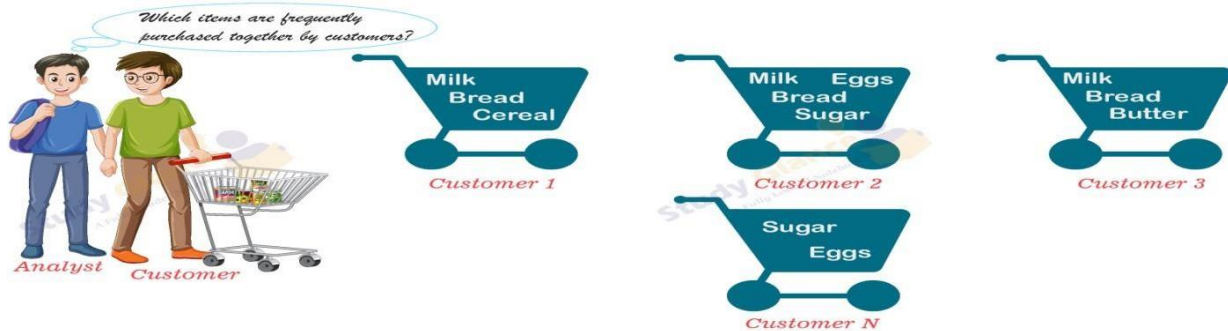 Which items are frequently
purchased together by customers?
Milk
Bread
Cereal
Customer 1
Milk Eggs
Bread
Sugar
Customer 2
Milk
Bread
Butter
Customer 3
Analyst
Customer
Sugar
Eggs
Customer N